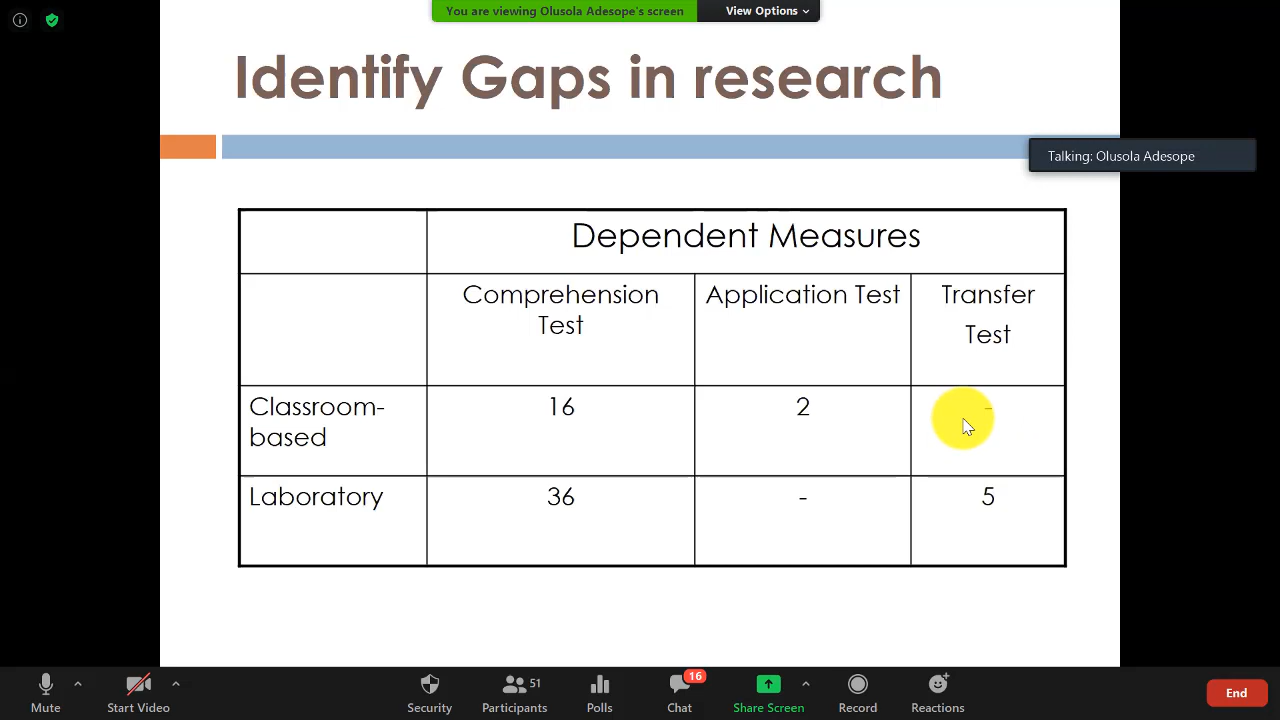 You are viewing Olusola Adesope's screen
View Options
Identify Gaps in research
Talking: Olusola Adesope
Dependent Measures
Comprehension Test
Application Test
Transfer Test
Classroom-based
16
2
-
Laboratory
36
-
5
Mute
Start Video
Security
51
Participants
Polls
16
Chat
Share Screen
Record
Reactions
End